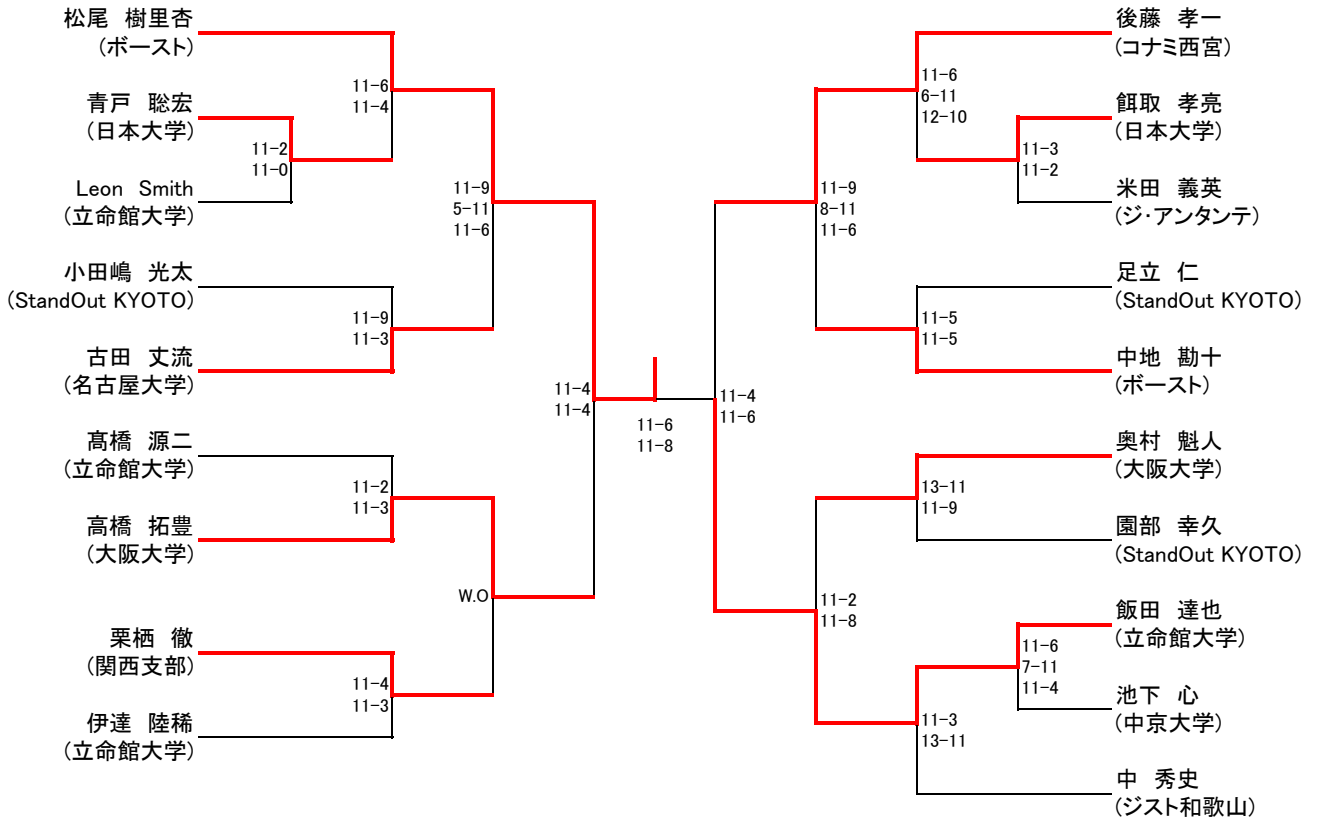 松尾 樹里杏
(ボースト)
11-6
11-4
青戸 聡宏
(日本大学)
11-2
11-0
Leon Smith
(立命館大学)
11-9
5-11
11-6
小田嶋 光太
(StandOut KYOTO)
11-9
11-3
古田 丈流
(名古屋大学)
11-4
11-4
髙橋 源二
(立命館大学)
11-2
11-3
高橋 拓豊
(大阪大学)
W.O
栗栖 徹
(関西支部)
11-4
11-3
伊達 陸稀
(立命館大学)
11-6
11-8
後藤 孝一
(コナミ西宮)
11-6
6-11
12-10
餌取 孝亮
(日本大学)
11-3
11-2
米田 義英
(ジ・アンタンテ)
11-9
8-11
11-6
足立 仁
(StandOut KYOTO)
11-5
11-5
中地 勘十
(ボースト)
11-4
11-6
奥村 魁人
(大阪大学)
13-11
11-9
園部 幸久
(StandOut KYOTO)
11-2
11-8
飯田 達也
(立命館大学)
11-6
7-11
11-4
池下 心
(中京大学)
11-3
13-11
中 秀史
(ジスト和歌山)